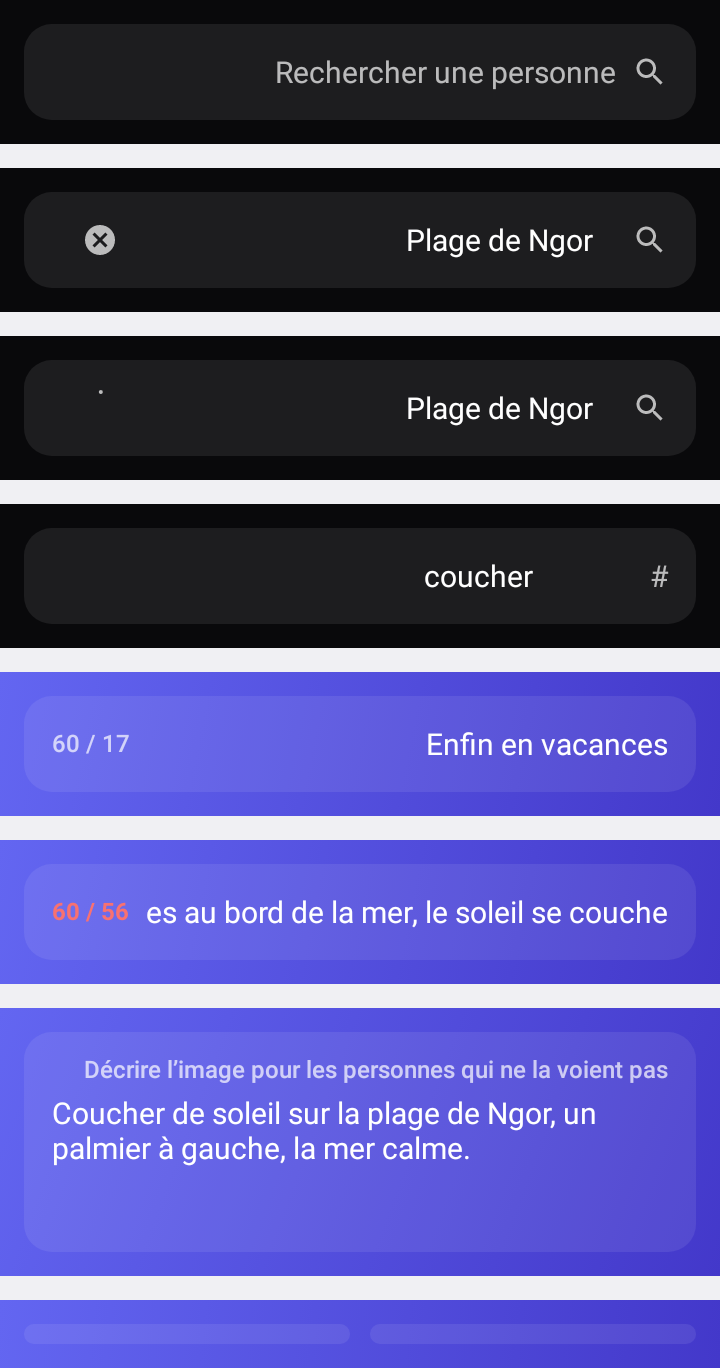 Rechercher une personne
Plage de Ngor
Plage de Ngor
coucher #
60 / 17 Enfin en vacances
60 / 56 es au bord de la mer, le soleil se couche
Décrire l’image pour les personnes qui ne la voient pas
Coucher de soleil sur la plage de Ngor, un
palmier à gauche, la mer calme.